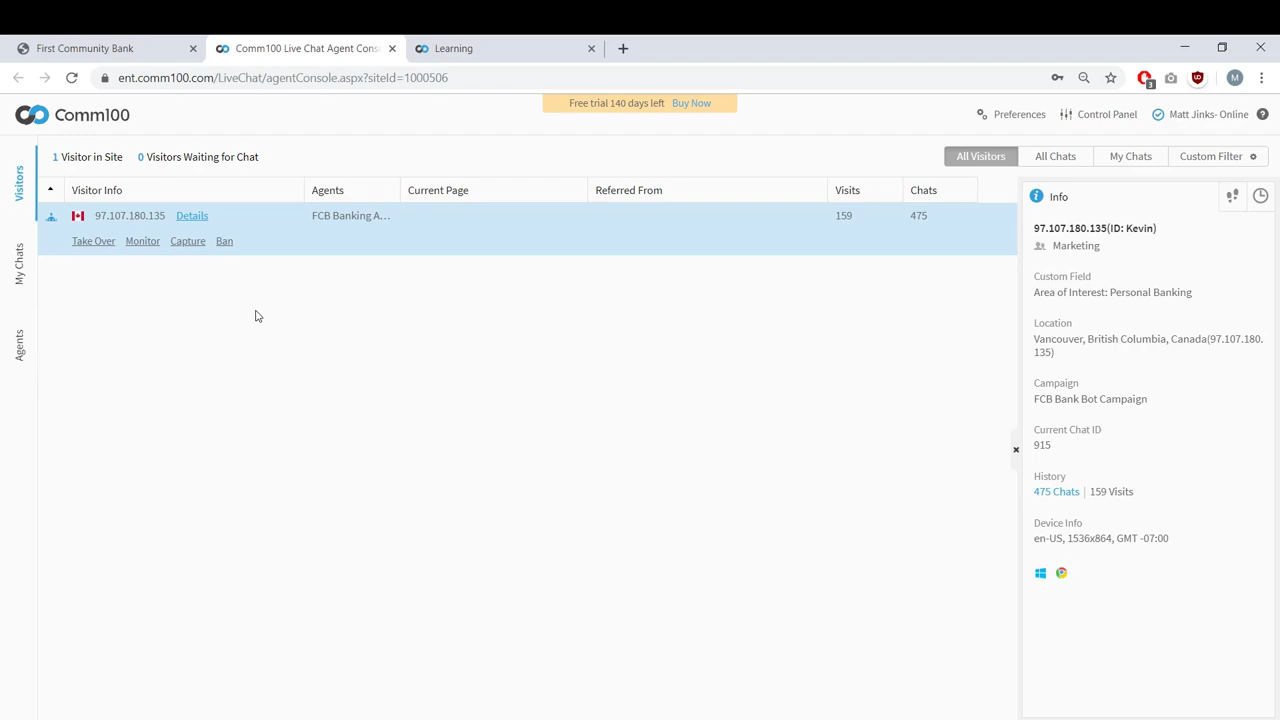 First Community Bank
Comm100 Live Chat Agent Cons
Learning
ent.comm100.com/LiveChat/agentConsole.aspx?siteId=1000506
3
M
Comm100
Free trial 140 days left Buy Now
Preferences
Control Panel
Matt Jinks- Online
Visitors
My Chats
Agents
1 Visitor in Site 0 Visitors Waiting for Chat
All Visitors
All Chats
My Chats
Custom Filter
Visitor Info Agents Current Page Referred From Visits Chats
97.107.180.135 Details FCB Banking A... 159 475
Take Over Monitor Capture Ban
Info
97.107.180.135(ID: Kevin)
Marketing
Custom Field
Area of Interest: Personal Banking
Location
Vancouver, British Columbia, Canada(97.107.180.
135)
Campaign
FCB Bank Bot Campaign
Current Chat ID
915
History
475 Chats | 159 Visits
Device Info
en-US, 1536x864, GMT -07:00